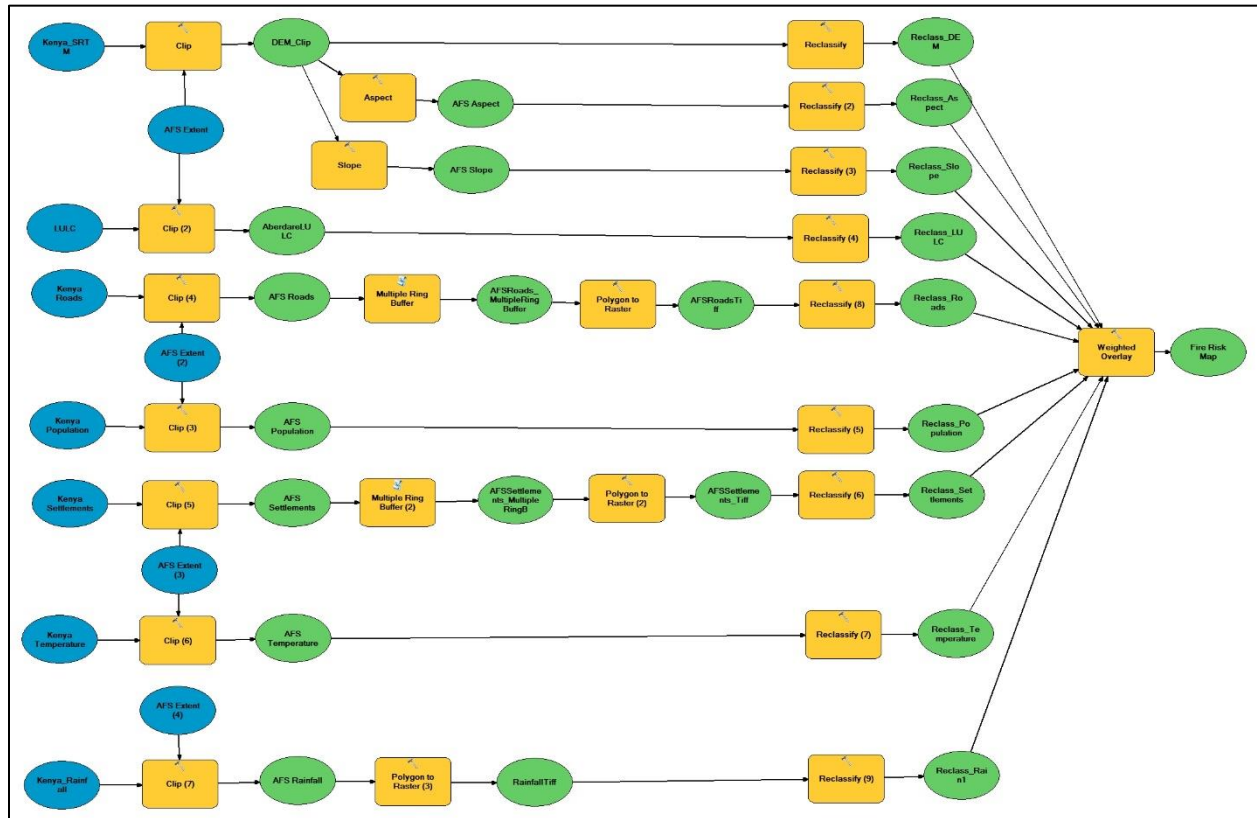 Kenya_SRT
M
Clip
DEM_Clip
Reclassify
Reclass_DE
M
Aspect
AFS Aspect
Reclassify (2)
Reclass_As
pect
AFS Extent
Slope
AFS Slope
Reclassify (3)
Reclass_Slo
pe
LULC
Clip (2)
AberdareLU
LC
Reclassify (4)
Reclass_LU
LC
Kenya
Roads
Clip (4)
AFS Roads
Multiple Ring
Buffer
AFSRoads_
MultipleRing
Buffer
Polygon to
Raster
AFSRoadsTi
ff
Reclassify (8)
Reclass_Ro
ads
AFS Extent
(2)
Weighted
Overlay
Fire Risk
Map
Kenya
Population
Clip (3)
AFS
Population
Reclassify (5)
Reclass_Po
pulation
Kenya
Settlements
Clip (5)
AFS
Settlements
Multiple Ring
Buffer (2)
AFSSettleme
nts_Multiple
RingB
Polygon to
Raster (2)
AFSSettleme
nts_Tiff
Reclassify (6)
Reclass_Set
tlements
AFS Extent
(3)
Kenya
Temperature
Clip (6)
AFS
Temperature
Reclassify (7)
Reclass_Te
mperature
AFS Extent
(4)
Kenya_Rainf
all
Clip (7)
AFS Rainfall
Polygon to
Raster (3)
RainfallTiff
Reclassify (9)
Reclass_Rai
n1